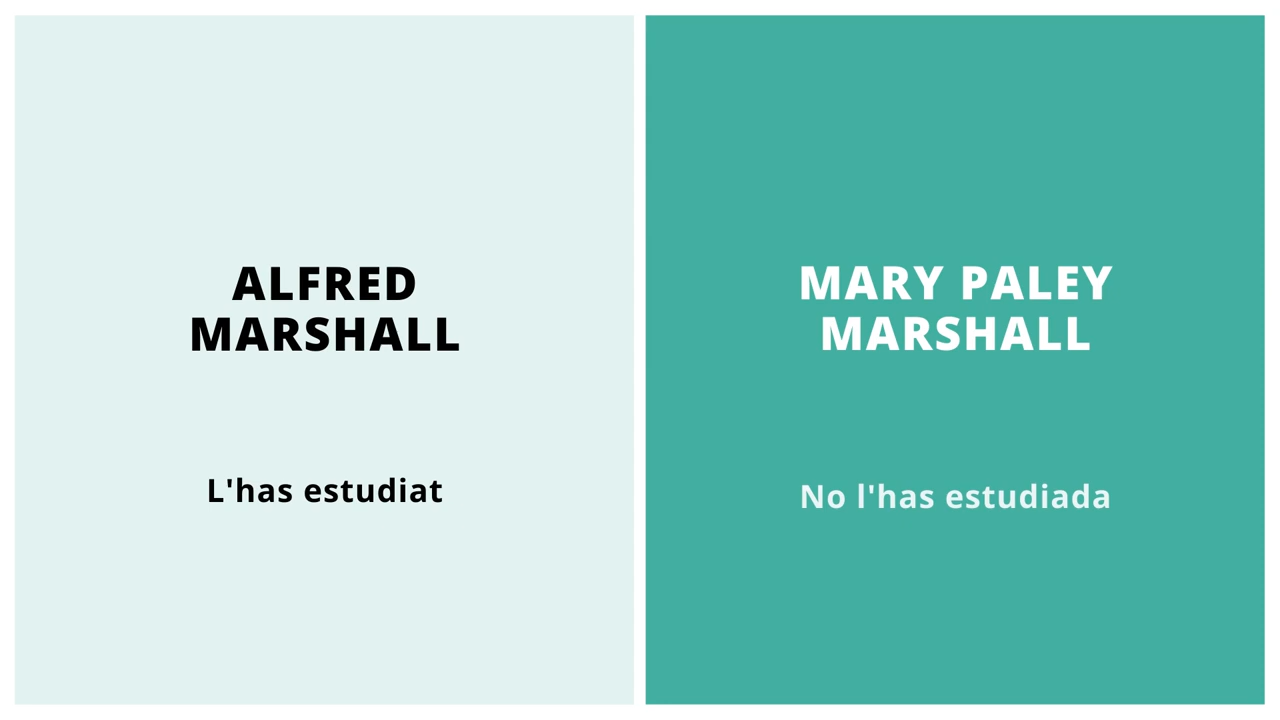 ALFRED
MARSHALL
L'has estudiat
MARY PALEY
MARSHALL
No l'has estudiada